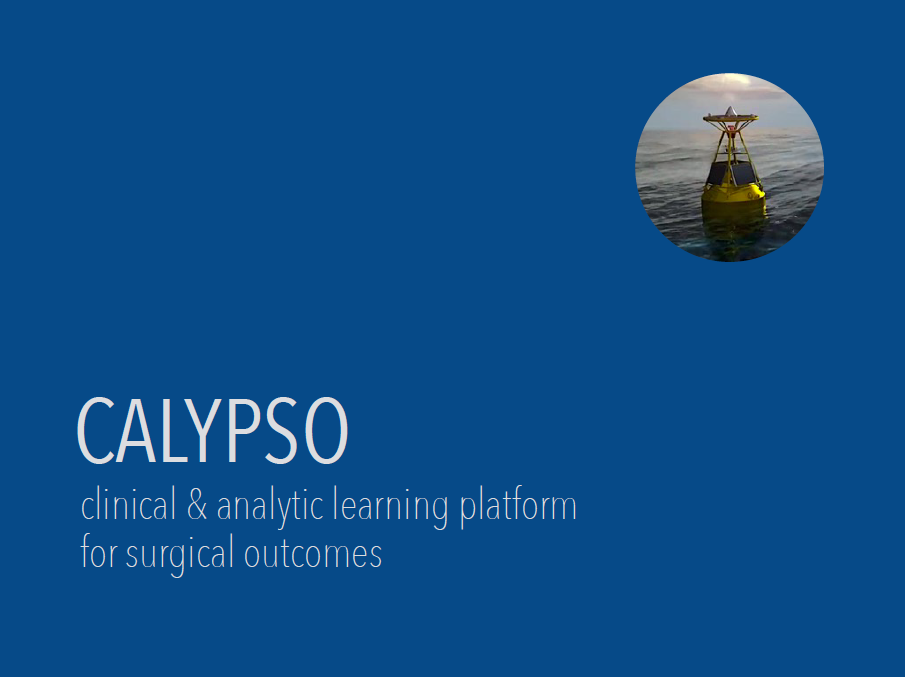 CALYPSO
clinical & analytic learning platform
for surgical outcomes